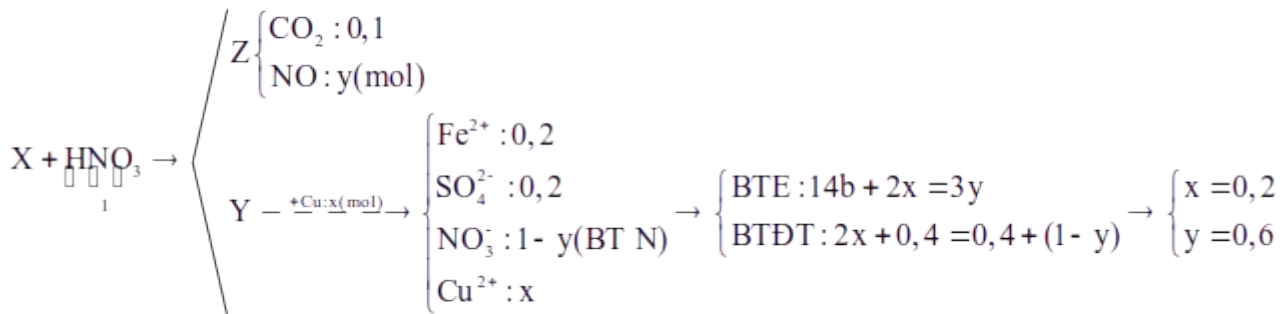 CO₂ : 0,1
Z
NO : y(mol)
X + HNO₃ →
1
Fe²⁺ : 0,2
SO₄²⁻ : 0,2
Y +Cu:x(mol) →
NO₃⁻ : 1- y(BT N)
Cu²⁺ : x
→ BTE : 14b + 2x = 3y
BTĐT : 2x + 0,4 = 0,4 + (1- y)
→ x = 0,2
y = 0,6